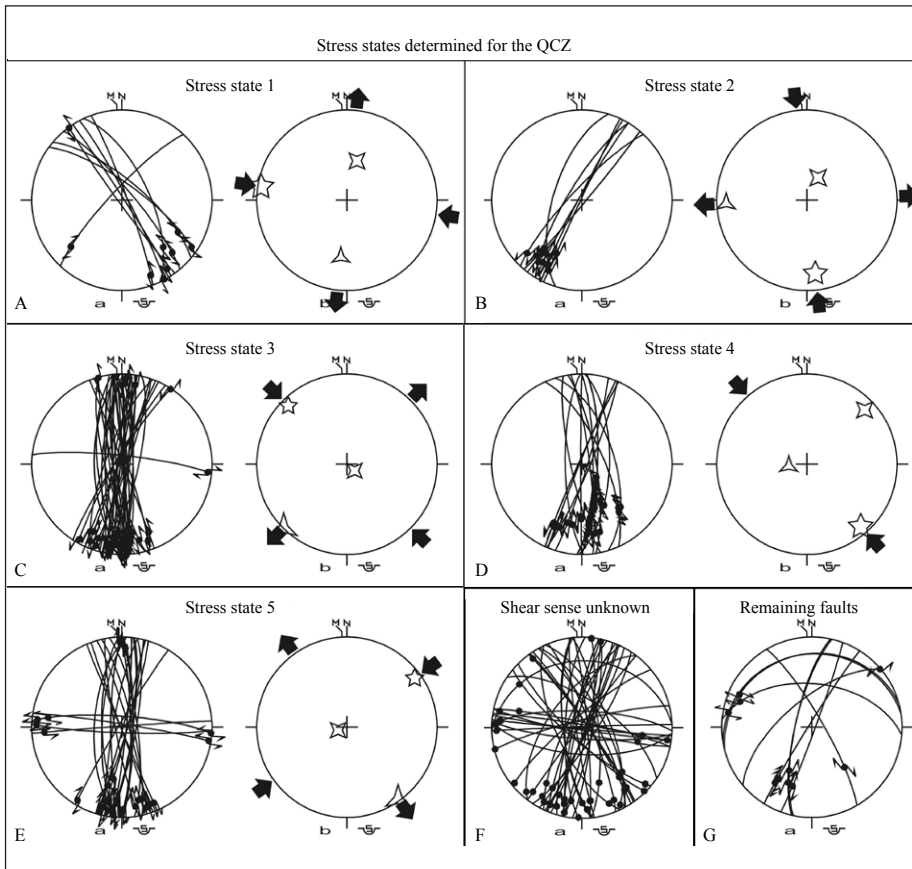 Stress states determined for the QCZ
Stress state 1
M N
M N
A
a
S
b
S
Stress state 2
M N
M N
B
a
S
b
S
Stress state 3
M N
M N
C
a
S
b
S
Stress state 4
M N
M N
D
a
S
b
S
Stress state 5
M N
M N
E
a
S
b
S
Shear sense unknown
M N
F
S
Remaining faults
M N
G
a
S